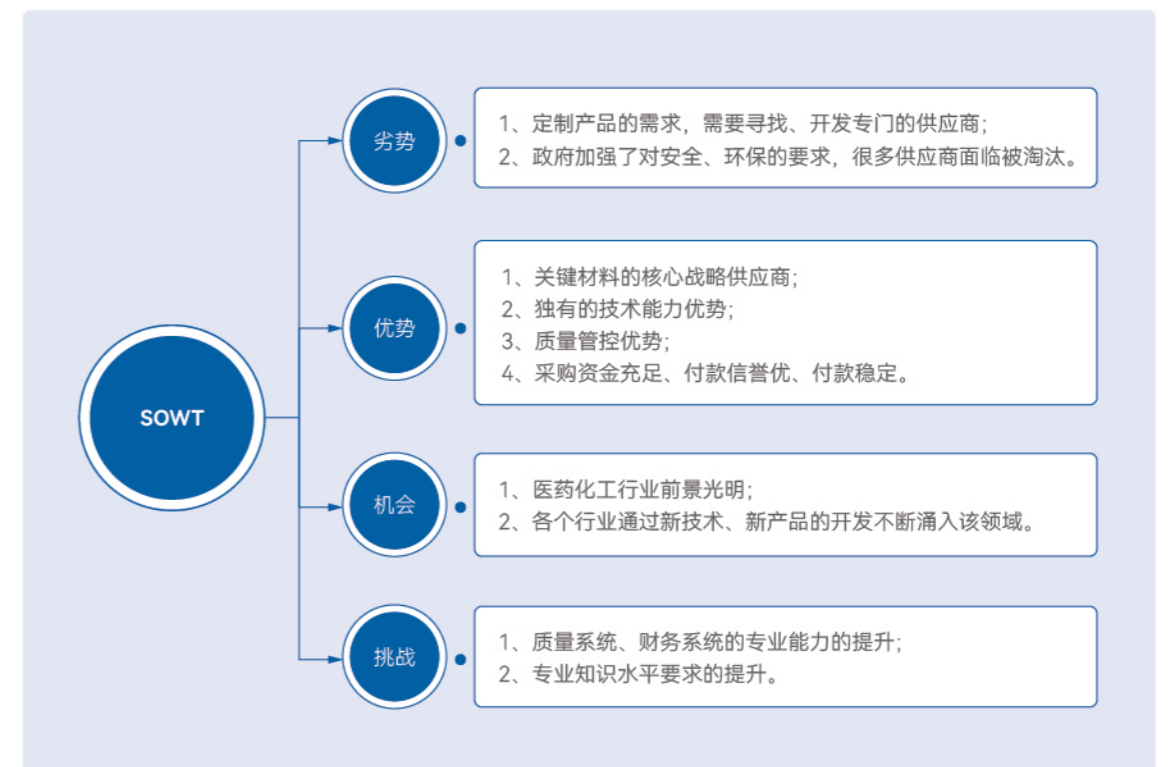 劣势
1、定制产品的需求，需要寻找、开发专门的供应商；
2、政府加强了对安全、环保的要求，很多供应商面临被淘汰。
优势
1、关键材料的核心战略供应商；
2、独有的技术能力优势；
3、质量管控优势；
4、采购资金充足、付款信誉优、付款稳定。
SOWT
机会
1、医药化工行业前景光明；
2、各个行业通过新技术、新产品的开发不断涌入该领域。
挑战
1、质量系统、财务系统的专业能力的提升；
2、专业知识水平要求的提升。